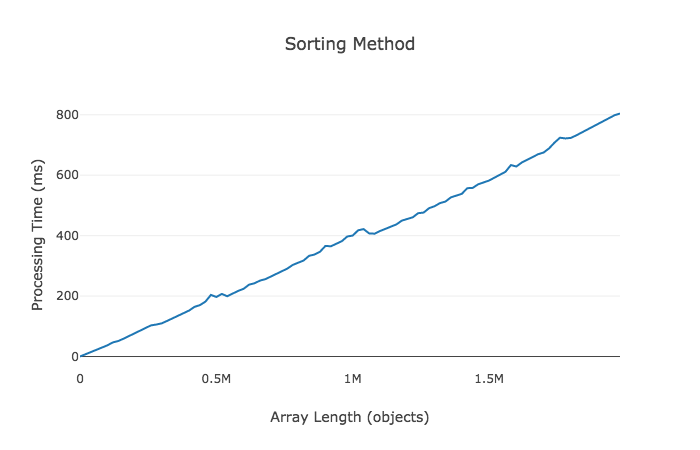 Sorting Method
Processing Time (ms)
800
600
400
200
0
0 0.5M 1M 1.5M
Array Length (objects)